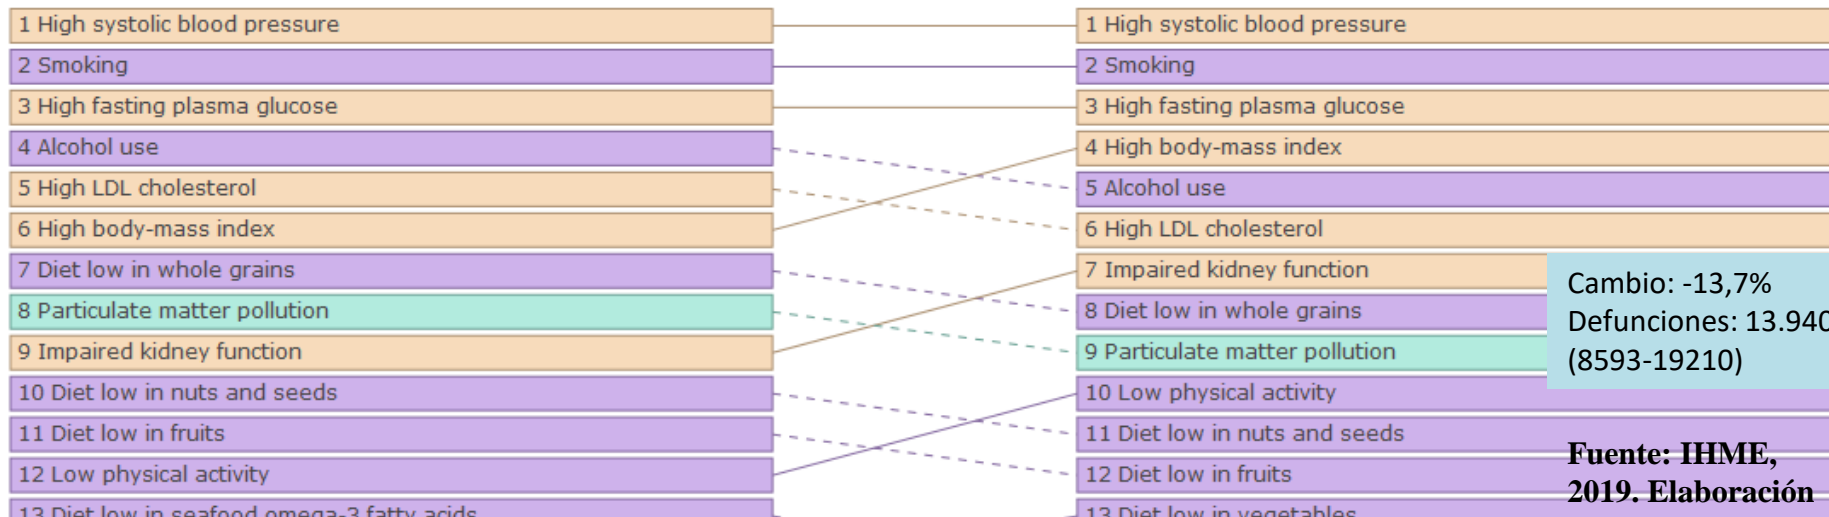 1 High systolic blood pressure
2 Smoking
3 High fasting plasma glucose
4 Alcohol use
5 High LDL cholesterol
6 High body-mass index
7 Diet low in whole grains
8 Particulate matter pollution
9 Impaired kidney function
10 Diet low in nuts and seeds
11 Diet low in fruits
12 Low physical activity
13 Diet low in seafood omega-3 fatty acids
1 High systolic blood pressure
2 Smoking
3 High fasting plasma glucose
4 High body-mass index
5 Alcohol use
6 High LDL cholesterol
7 Impaired kidney function
8 Diet low in whole grains
9 Particulate matter pollution
10 Low physical activity
11 Diet low in nuts and seeds
12 Diet low in fruits
13 Diet low in vegetables
Cambio: -13,7%
Defunciones: 13.940
(8593-19210)
Fuente: IHME,
2019. Elaboración